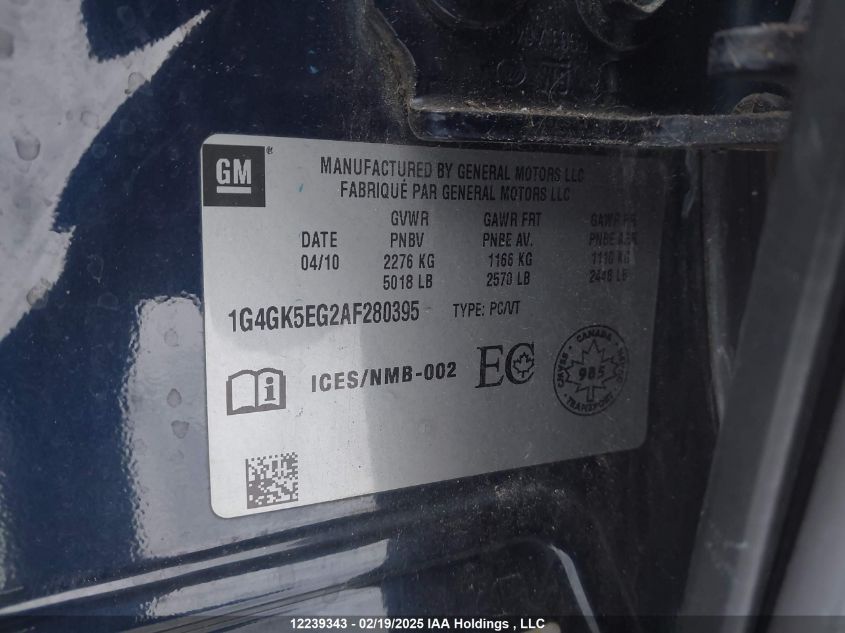 GM
MANUFACTURED BY GENERAL MOTORS LLC
FABRIQUÉ PAR GENERAL MOTORS LLC
GVWR GAWR FRT GAWR
DATE PNBV PNBE AV. PNBE
04/10 2276 KG 1166 KG 1110 KG
5018 LB 2570 LB 2448 LB
1G4GK5EG2AF280395 TYPE: PC/VT
ICES/NMB-002 EC
CANADA
985
TRANSPORT
12239343 - 02/19/2025 IAA Holdings , LLC